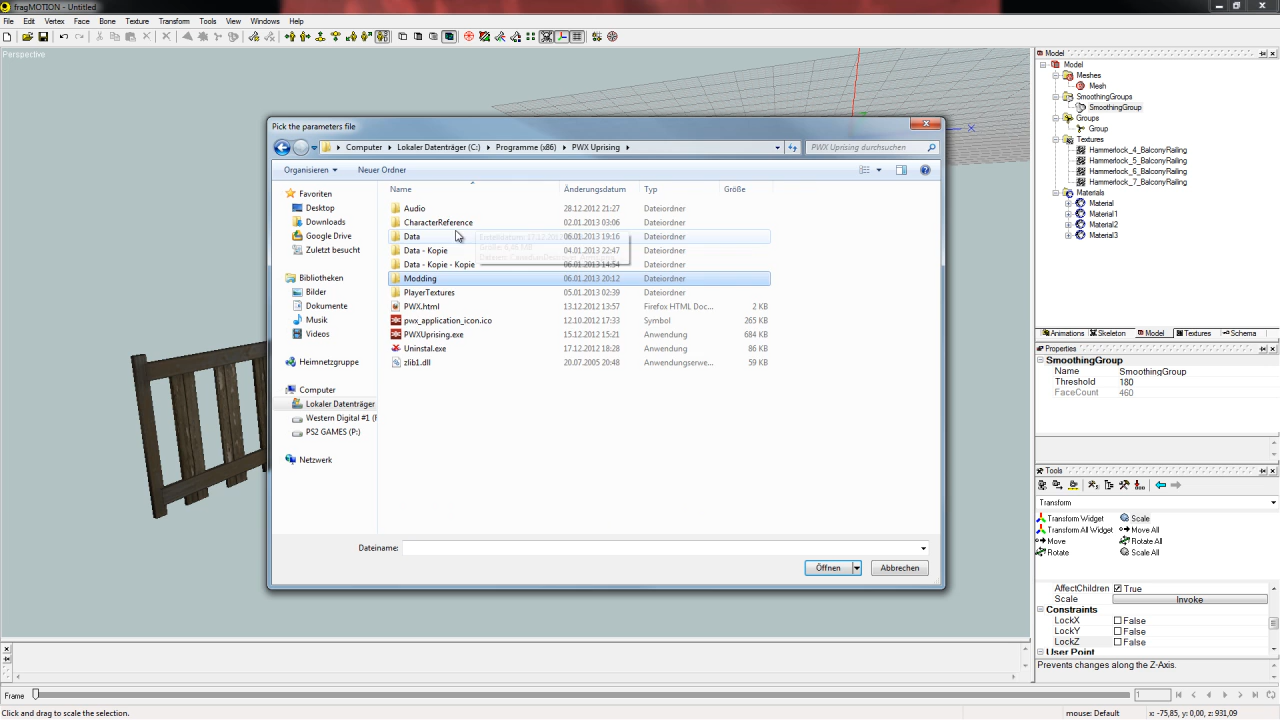 fragMOTION - Untitled
File Edit Vertex Face Bone Texture Transform Tools View Windows Help
Perspective
Pick the parameters file
Computer Lokaler Datenträger (C:) Programme (x86) PWX Uprising
PWX Uprising durchsuchen
Organisieren Neuer Ordner
Favoriten
Desktop
Downloads
Google Drive
Zuletzt besucht
Bibliotheken
Bilder
Dokumente
Musik
Videos
Heimnetzgruppe
Computer
Lokaler Datenträger
Western Digital #1 (F
PS2 GAMES (P:)
Netzwerk
Name Änderungsdatum Typ Größe
Audio 28.12.2012 21:27 Dateiordner
CharacterReference 02.01.2013 03:06 Dateiordner
Data 06.01.2013 19:16 Dateiordner
Data - Kopie 04.01.2013 22:47 Dateiordner
Data - Kopie - Kopie 06.01.2013 14:54 Dateiordner
Modding 06.01.2013 20:12 Dateiordner
PlayerTextures 05.01.2013 02:39 Dateiordner
PWX.html 13.12.2012 13:57 Firefox HTML Doc... 2 KB
pwx_application_icon.ico 12.10.2012 17:33 Symbol 265 KB
PWXUprising.exe 15.12.2012 15:21 Anwendung 684 KB
Uninstal.exe 17.12.2012 18:28 Anwendung 86 KB
zlib1.dll 20.07.2005 20:48 Anwendungserwe... 59 KB
Dateiname:
Öffnen Abbrechen
X
Model
Model
Meshes
Mesh
SmoothingGroups
SmoothingGroup
Groups
Group
Textures
Hammerlock_4_BalconyRailing
Hammerlock_5_BalconyRailing
Hammerlock_6_BalconyRailing
Hammerlock_7_BalconyRailing
Materials
Material
Material1
Material2
Material3
Animations Skeleton Model Textures Schema
Properties
SmoothingGroup
Name SmoothingGroup
Threshold 180
FaceCount 460
Tools
Transform
Transform Widget Scale
Transform All Widget Move All
Move Rotate All
Rotate Scale All
AffectChildren True
Scale Invoke
Constraints
LockX False
LockY False
LockZ False
User Point
Prevents changes along the Z-Axis.
Frame 1
Click and drag to scale the selection. mouse: Default x: -75,85, y: 0,00, z: 931,09